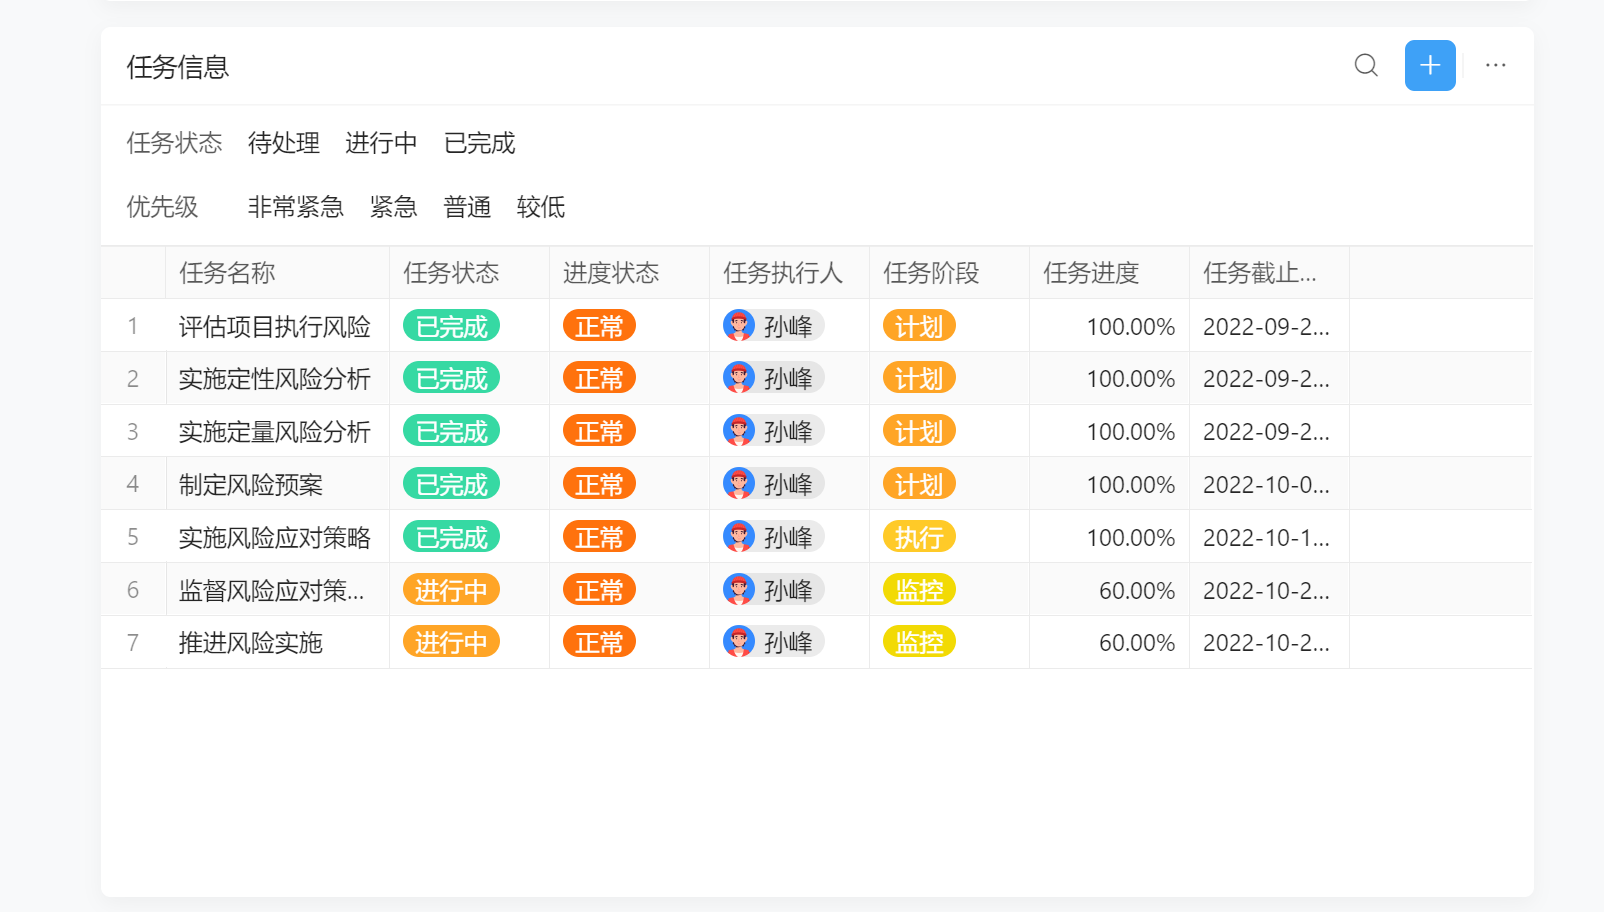 任务信息
任务状态 待处理 进行中 已完成
优先级 非常紧急 紧急 普通 较低
任务名称 任务状态 进度状态 任务执行人 任务阶段 任务进度 任务截止...
1 评估项目执行风险 已完成 正常 孙峰 计划 100.00% 2022-09-2...
2 实施定性风险分析 已完成 正常 孙峰 计划 100.00% 2022-09-2...
3 实施定量风险分析 已完成 正常 孙峰 计划 100.00% 2022-09-2...
4 制定风险预案 已完成 正常 孙峰 计划 100.00% 2022-10-0...
5 实施风险应对策略 已完成 正常 孙峰 执行 100.00% 2022-10-1...
6 监督风险应对策... 进行中 正常 孙峰 监控 60.00% 2022-10-2...
7 推进风险实施 进行中 正常 孙峰 监控 60.00% 2022-10-2...